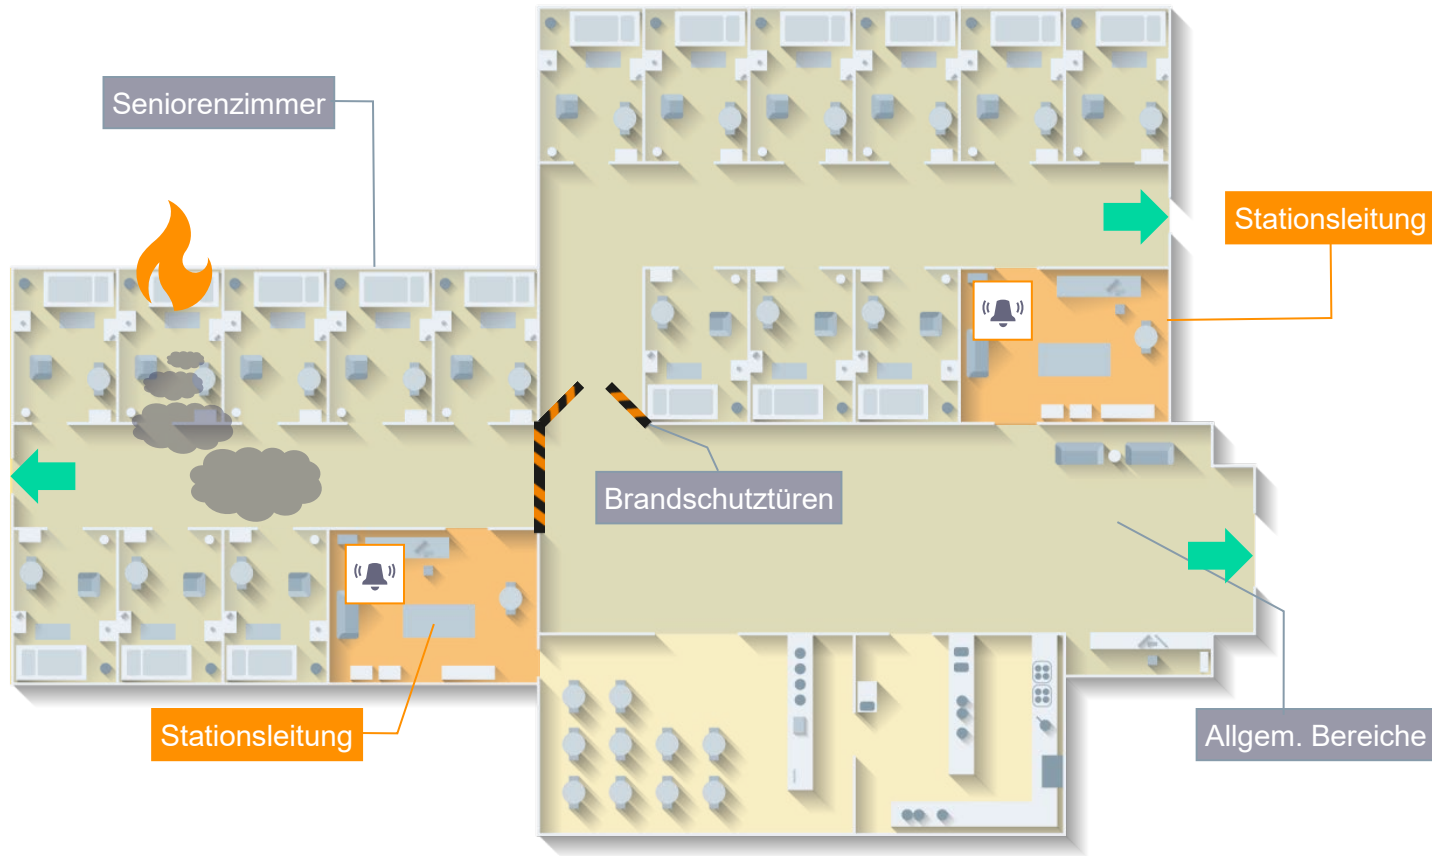 Seniorenzimmer
Stationsleitung
Brandschutztüren
Stationsleitung
Allgem. Bereiche